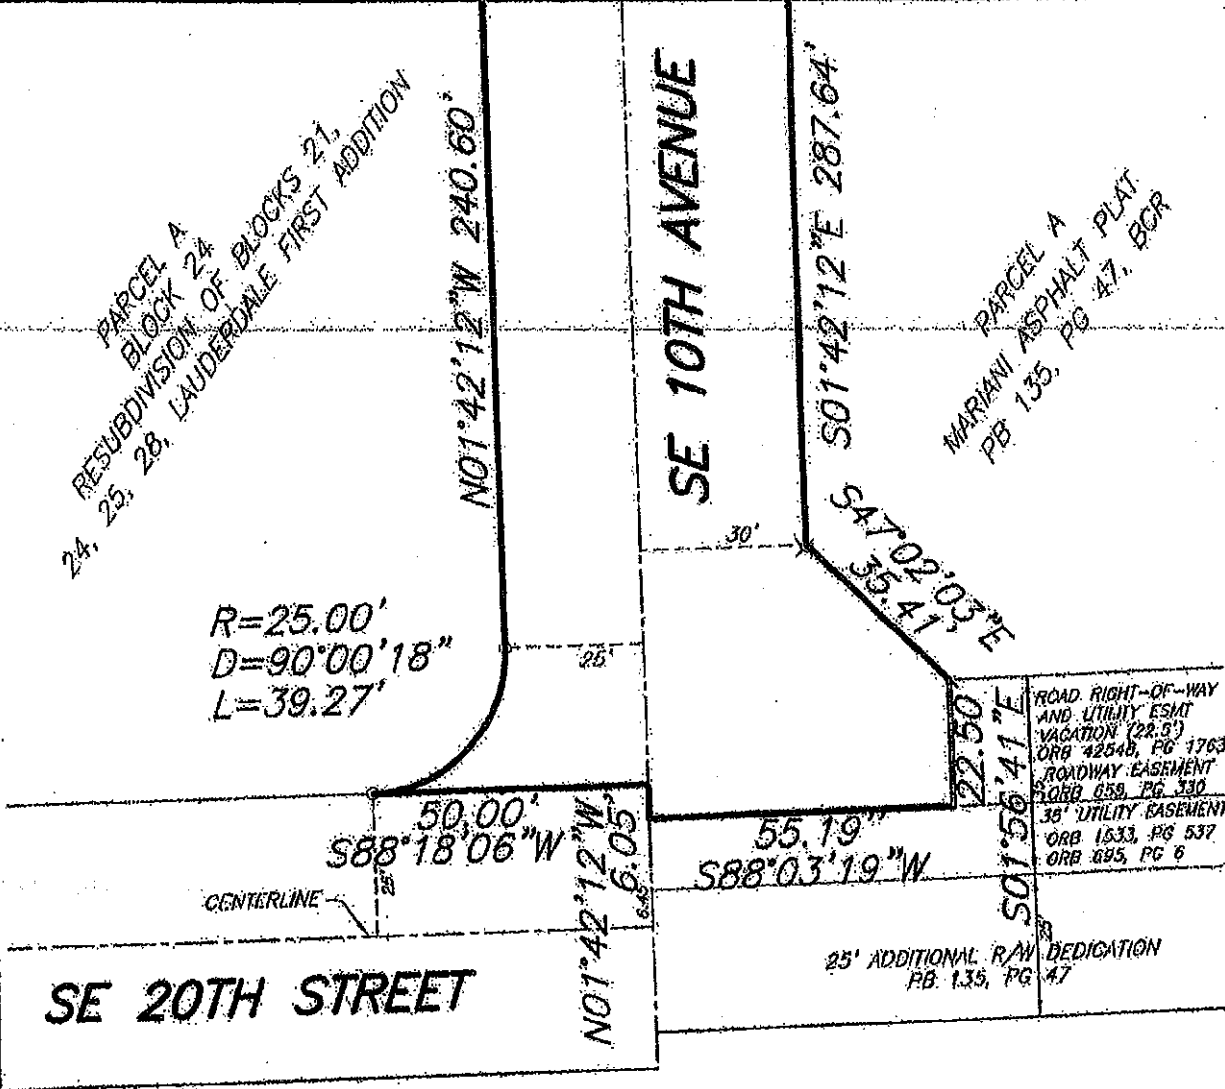 PARCEL A
BLOCK 24
RESUBDIVISION OF BLOCKS 21,
24, 25, 28, LAUDERDALE FIRST ADDITION
N01°42'12"W 240.60'
SE 10TH AVENUE
S01°42'12"E 287.64'
PARCEL A
MARIANI ASPHALT PLAT
PB 135, PG 47, BCR
30'
S47°02'03"E
35.41'
R=25.00'
D=90°00'18"
L=39.27'
25'
22.50
S01°56'41"E
ROAD RIGHT-OF-WAY
AND UTILITY ESMT
VACATION (22.5')
ORB 42548, PG 1763
ROADWAY EASEMENT
ORB 659, PG 330
38' UTILITY EASEMENT
ORB 1533, PG 537
ORB 695, PG 6
50.00'
S88°18'06"W
N01°42'12"W
6.05'
6.45'
55.19'
S88°03'19"W
25'
CENTERLINE
SE 20TH STREET
25'
25' ADDITIONAL R/W DEDICATION
PB 135, PG 47